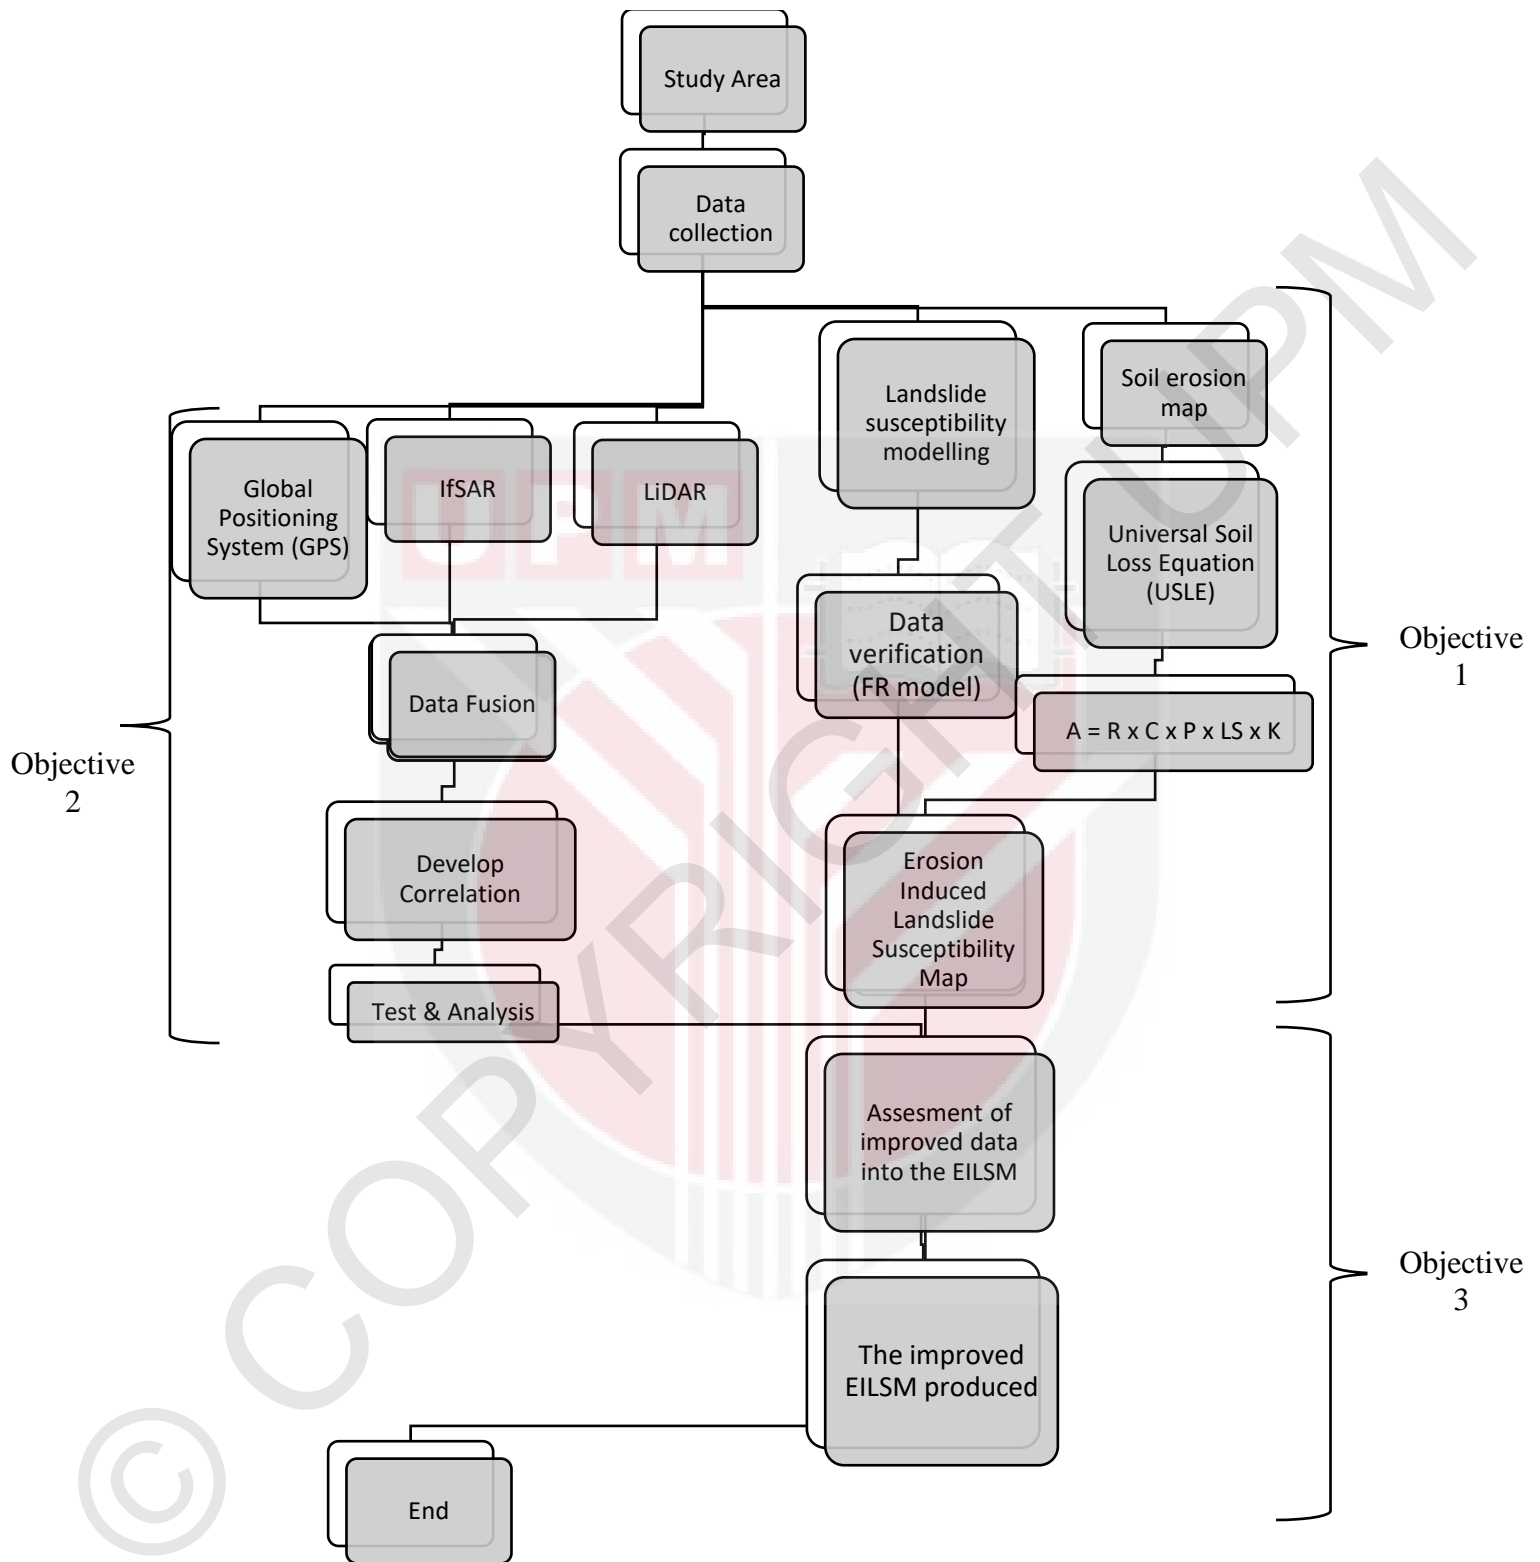 Study Area
Data
collection
Landslide
susceptibility
modelling
Soil erosion
map
Global
Positioning
System (GPS)
IfSAR
LiDAR
Universal Soil
Loss Equation
(USLE)
Data
verification
(FR model)
Objective
1
Data Fusion
A = R x C x P x LS x K
Objective
2
Develop
Correlation
Erosion
Induced
Landslide
Susceptibility
Map
Test & Analysis
Assesment of
improved data
into the EILSM
Objective
3
The improved
EILSM produced
End
UPM
© COPYRIGHT UPM